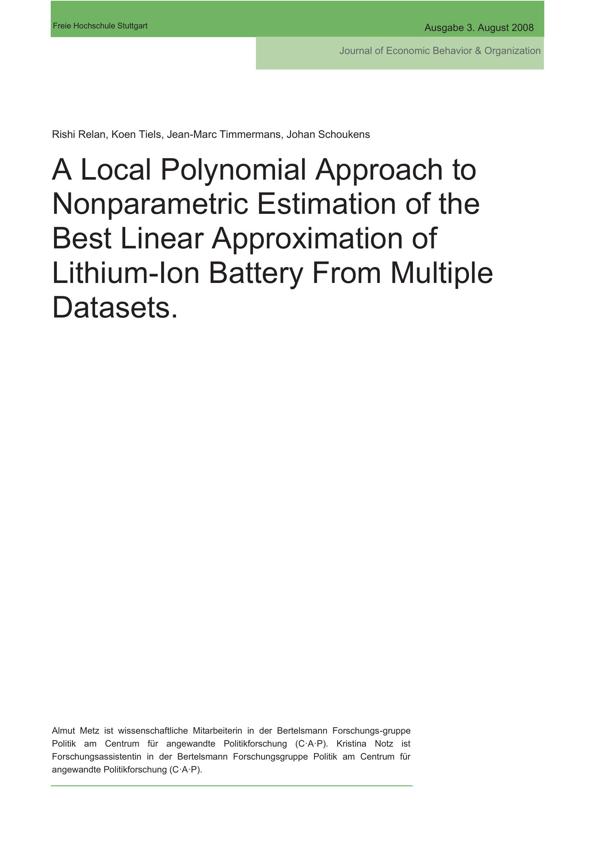 Freie Hochschule Stuttgart
Ausgabe 3. August 2008
Journal of Economic Behavior & Organization
Rishi Relan, Koen Tiels, Jean-Marc Timmermans, Johan Schoukens
A Local Polynomial Approach to
Nonparametric Estimation of the
Best Linear Approximation of
Lithium-Ion Battery From Multiple
Datasets.
Almut Metz ist wissenschaftliche Mitarbeiterin in der Bertelsmann Forschungs-gruppe
Politik am Centrum für angewandte Politikforschung (C·A·P). Kristina Notz ist
Forschungsassistentin in der Bertelsmann Forschungsgruppe Politik am Centrum für
angewandte Politikforschung (C·A·P).